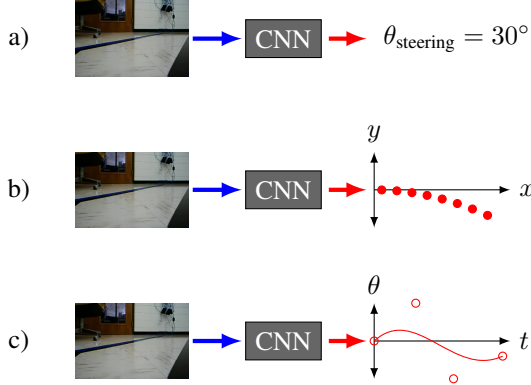 a)
CNN
θsteering = 30°
b)
CNN
y
x
c)
CNN
θ
t